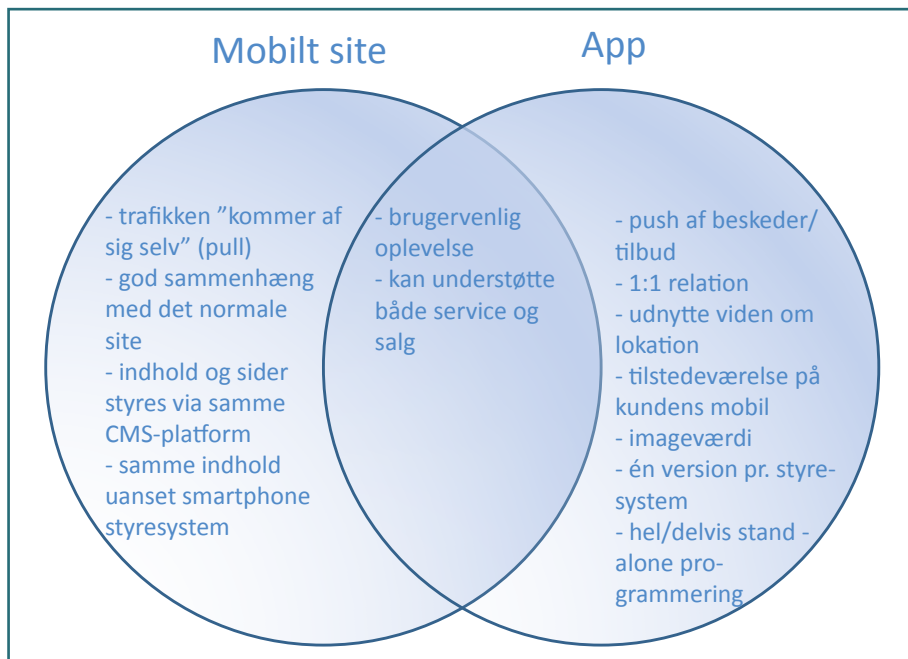 Mobilt site
App
- trafikken ”kommer af
sig selv” (pull)
- god sammenhæng
med det normale
site
- indhold og sider
styres via samme
CMS-platform
- samme indhold
uanset smartphone
styresystem
- brugervenlig
oplevelse
- kan understøtte
både service og
salg
- push af beskeder/
tilbud
- 1:1 relation
- udnytte viden om
lokation
- tilstedeværelse på
kundens mobil
- imageværdi
- én version pr. styre-
system
- hel/delvis stand -
alone pro-
grammering